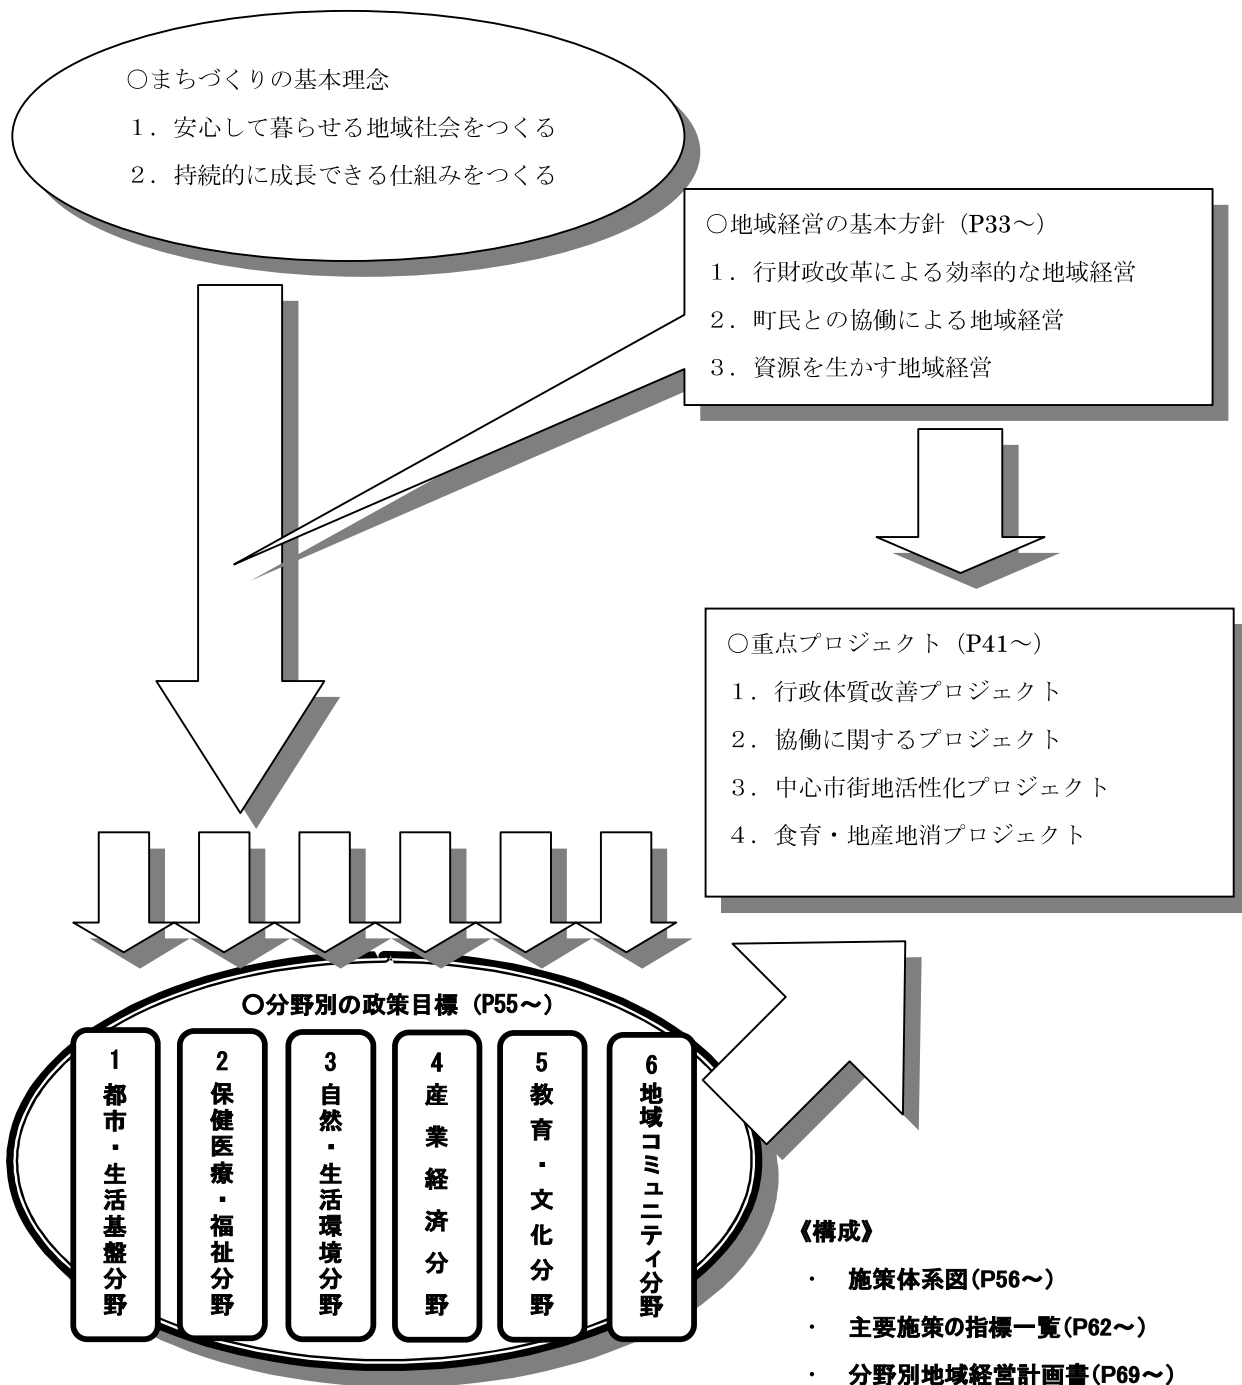 ○まちづくりの基本理念
１．安心して暮らせる地域社会をつくる
２．持続的に成長できる仕組みをつくる
○地域経営の基本方針（P33～）
１．行財政改革による効率的な地域経営
２．町民との協働による地域経営
３．資源を生かす地域経営
○重点プロジェクト（P41～）
１．行政体質改善プロジェクト
２．協働に関するプロジェクト
３．中心市街地活性化プロジェクト
４．食育・地産地消プロジェクト
○分野別の政策目標（P55～）
1 都市・生活基盤分野
2 保健医療・福祉分野
3 自然・生活環境分野
4 産業経済分野
5 教育・文化分野
6 地域コミュニティ分野
《構成》
・ 施策体系図(P56～)
・ 主要施策の指標一覧(P62～)
・ 分野別地域経営計画書(P69～)